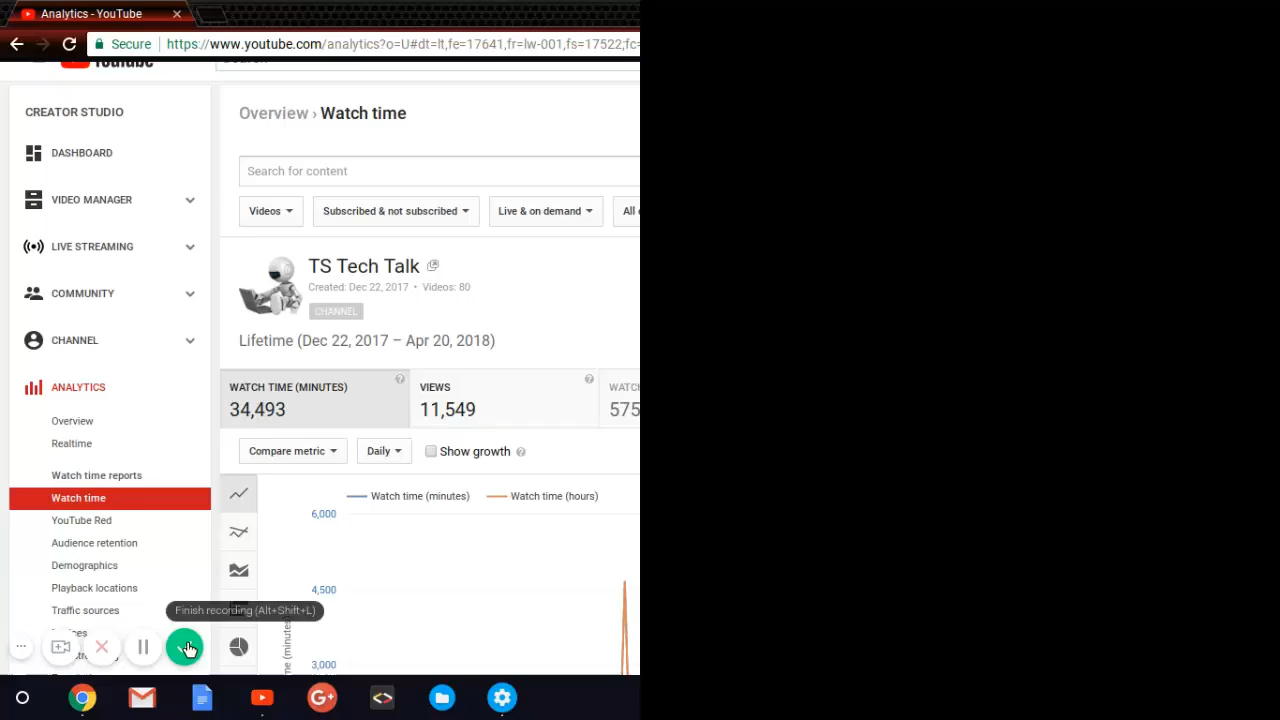 Analytics - YouTube
Secure https://www.youtube.com/analytics?o=U#dt=lt,fe=17641,fr=lw-001,fs=17522;fc=
YouTube
CREATOR STUDIO
DASHBOARD
VIDEO MANAGER
LIVE STREAMING
COMMUNITY
CHANNEL
ANALYTICS
Overview
Realtime
Watch time reports
Watch time
YouTube Red
Audience retention
Demographics
Playback locations
Traffic sources
Overview › Watch time
Search for content
Videos Subscribed & not subscribed Live & on demand All
TS Tech Talk
Created: Dec 22, 2017 • Videos: 80
CHANNEL
Lifetime (Dec 22, 2017 – Apr 20, 2018)
WATCH TIME (MINUTES) VIEWS WATC
34,493 11,549 575
Compare metric Daily Show growth
Watch time (minutes) Watch time (hours)
6,000
4,500
3,000
Finish recording (Alt+Shift+L)